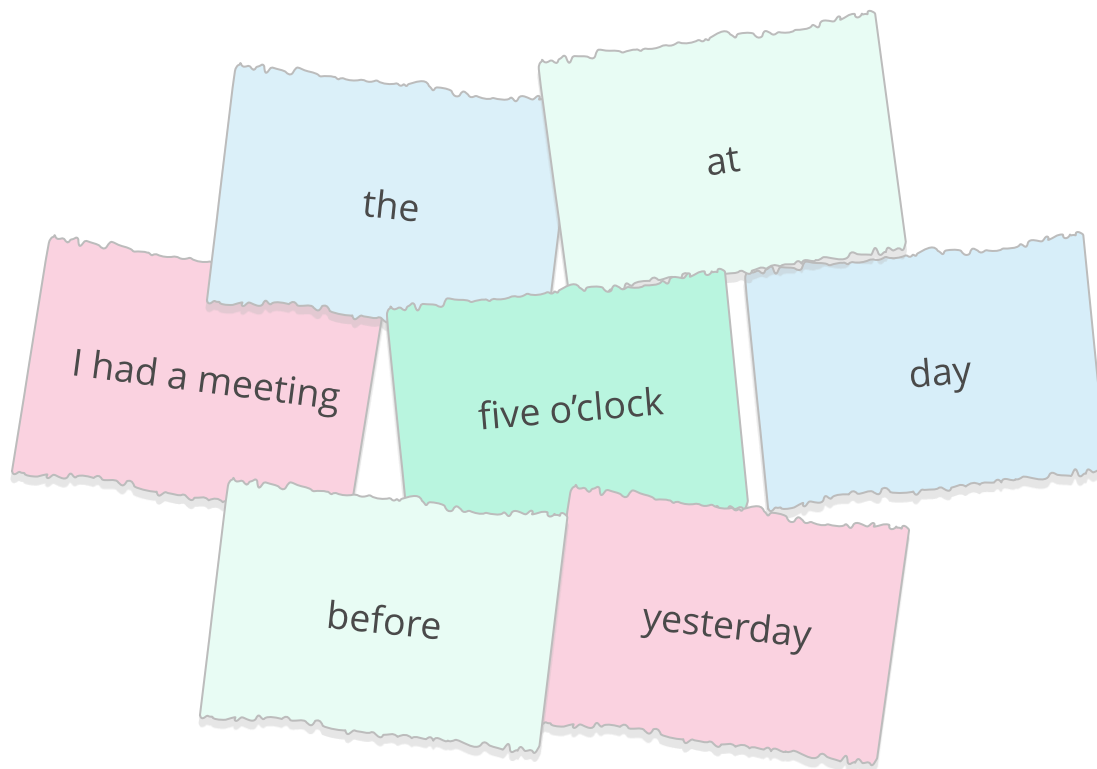 the
at
I had a meeting
five o’clock
day
before
yesterday